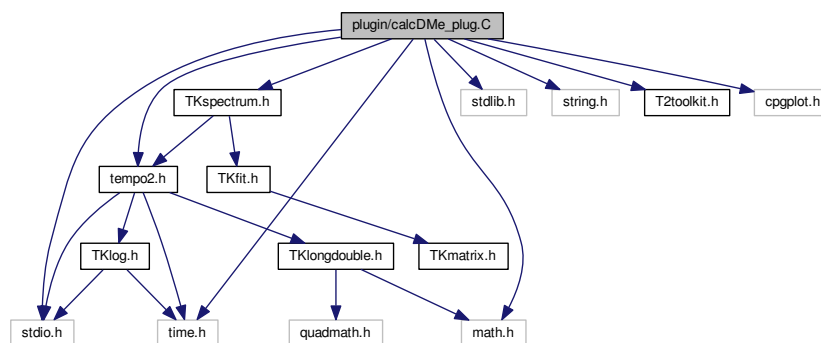 plugin/calcDMe_plug.C
TKspectrum.h
stdlib.h
string.h
T2toolkit.h
cpgplot.h
tempo2.h
TKfit.h
TKlog.h
TKlongdouble.h
TKmatrix.h
stdio.h
time.h
quadmath.h
math.h